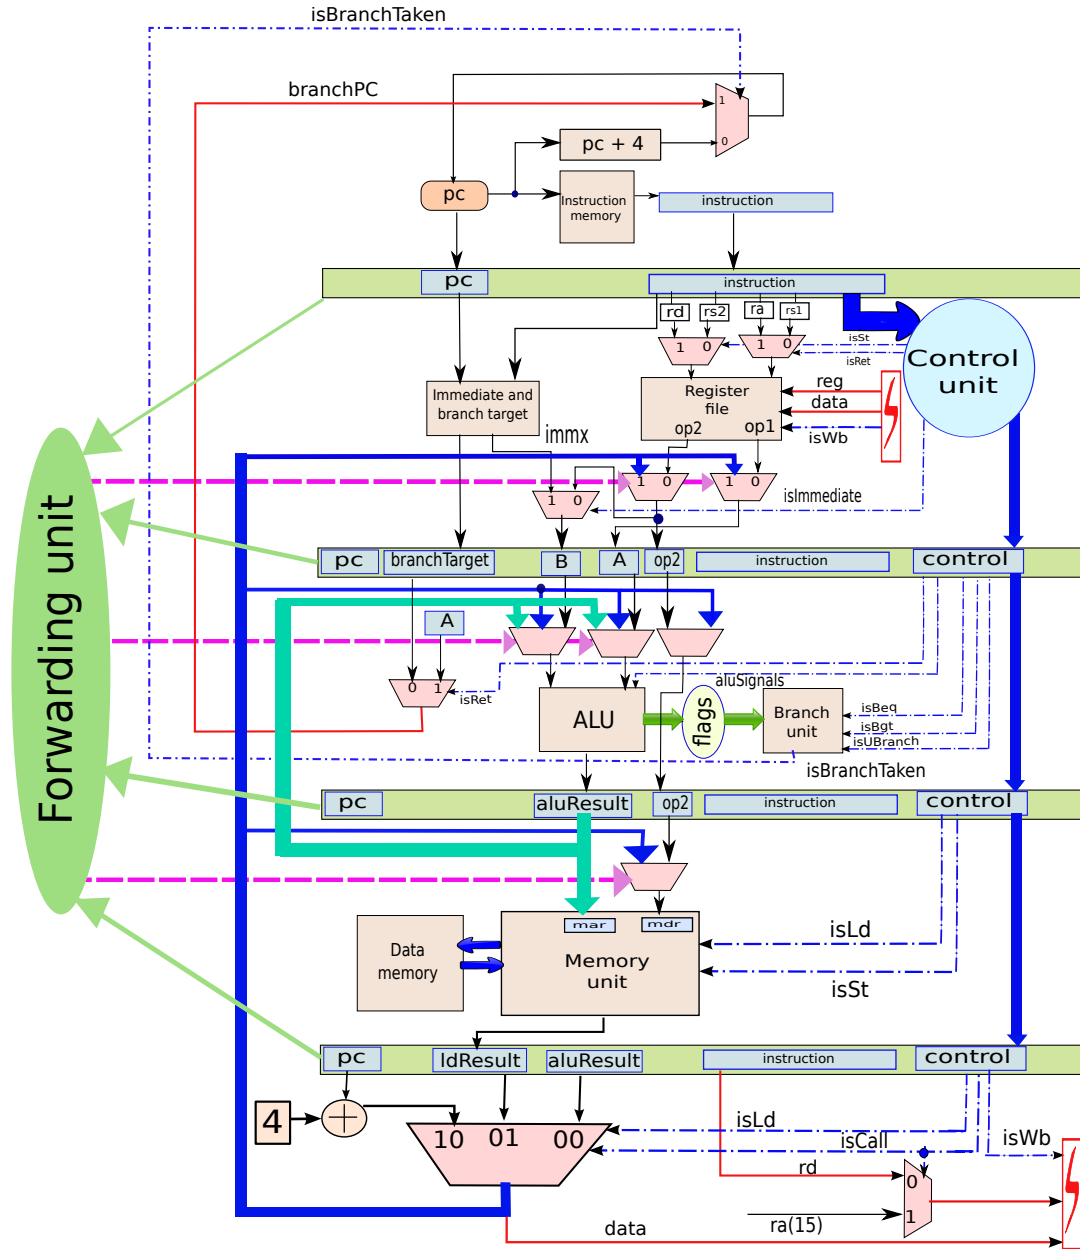 isBranchTaken
branchPC
1
0
pc + 4
pc
Instruction
memory
instruction
pc
instruction
rd
rs2
ra
rs1
1 0
1 0
isSt
isRet
Control
unit
Immediate and
branch target
Register
file
op2
op1
reg
data
isWb
immx
1 0
1 0
1 0
isImmediate
Forwarding unit
pc
branchTarget
B
A
op2
instruction
control
A
0 1
isRet
aluSignals
ALU
flags
Branch
unit
isBeq
isBgt
isUBranch
isBranchTaken
pc
aluResult
op2
instruction
control
mar
mdr
Data
memory
Memory
unit
isLd
isSt
pc
ldResult
aluResult
instruction
control
4
10 01 00
isLd
isCall
isWb
rd
0
1
ra(15)
data